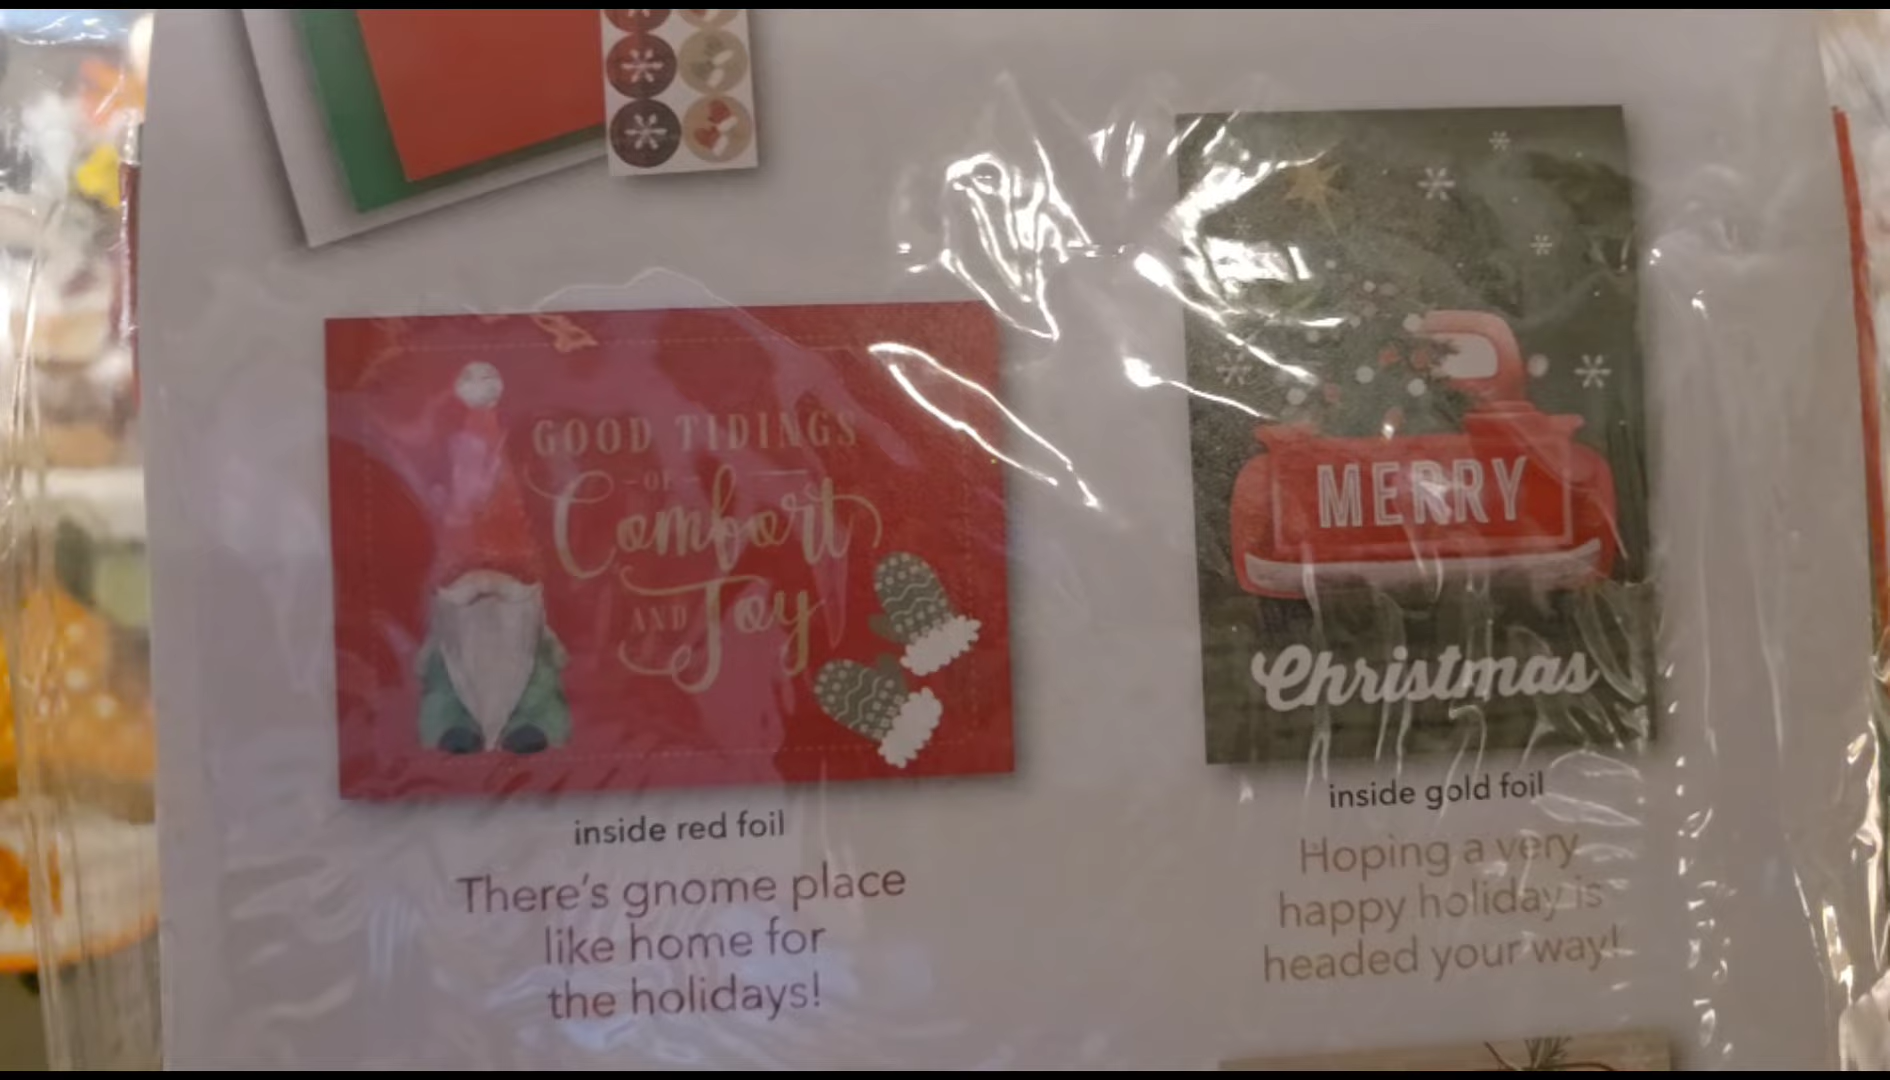 GOOD TIDINGS
- OF -
Comfort
AND Joy
inside red foil
There's gnome place
like home for
the holidays!
MERRY
Christmas
inside gold foil
Hoping a very
happy holiday is
headed your way!